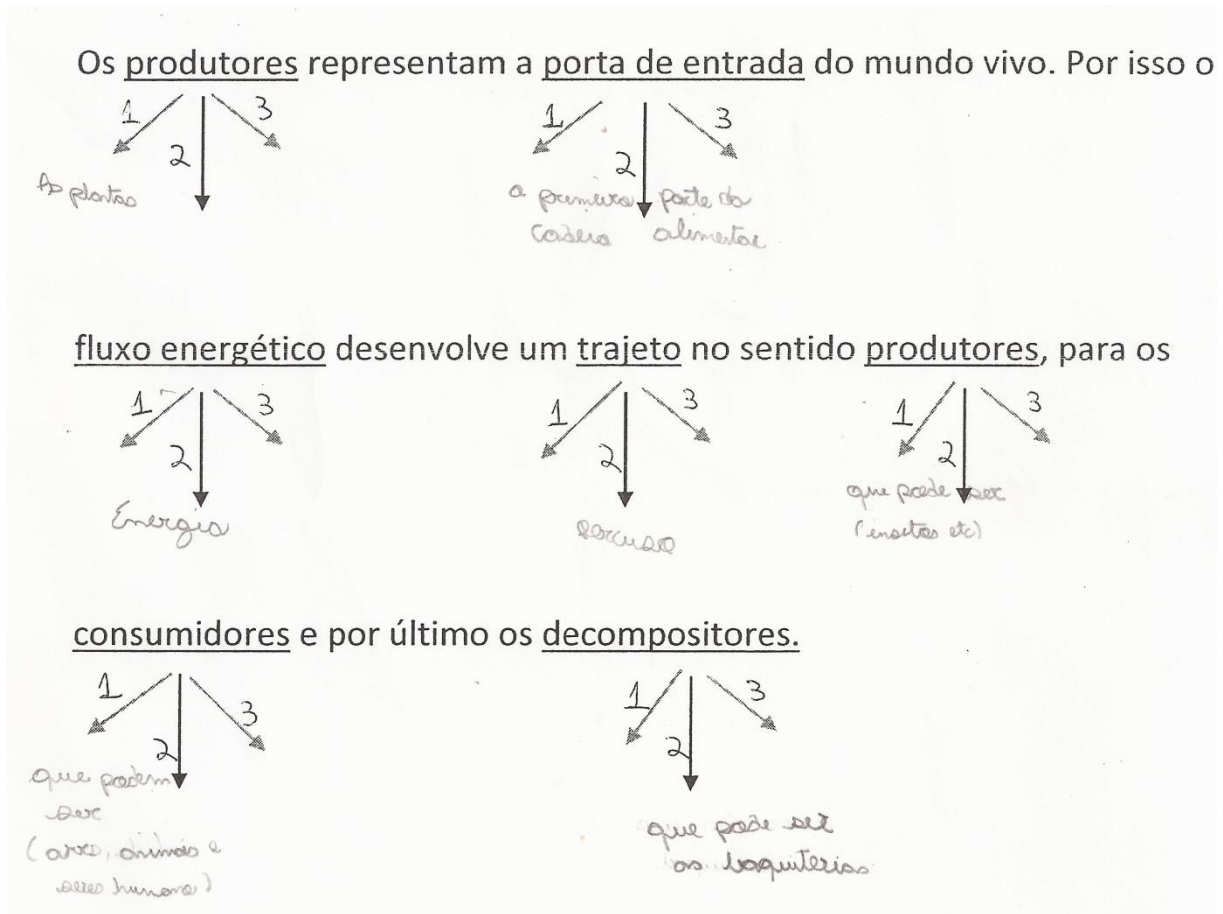 Os produtores representam a porta de entrada do mundo vivo. Por isso o
1 2 3 1 2 3
As plantas
a primeira parte da
cadeia alimentar
fluxo energético desenvolve um trajeto no sentido produtores, para os
1 2 3 1 2 3 1 2 3
Energia
percurso
que pode ser
(insetos etc)
consumidores e por último os decompositores.
1 2 3 1 2 3
que podem
ser
(aves, animais e
seres humano)
que pode ser
as baquiterias